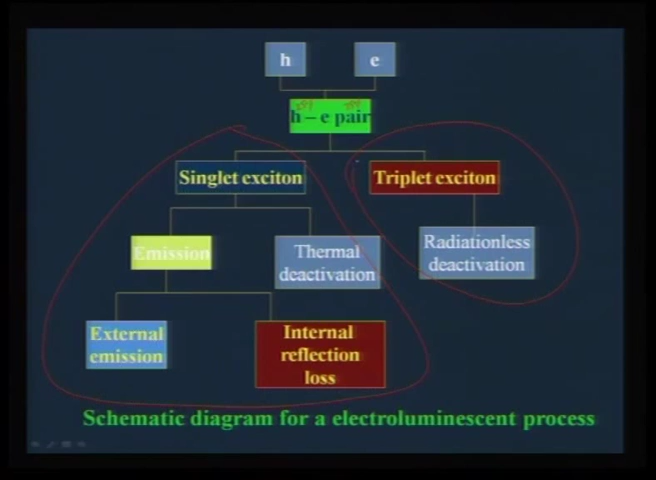 h
e
h – e pair
Singlet exciton
Triplet exciton
Emission
Thermal
deactivation
Radiationless
deactivation
External
emission
Internal
reflection
loss
Schematic diagram for a electroluminescent process